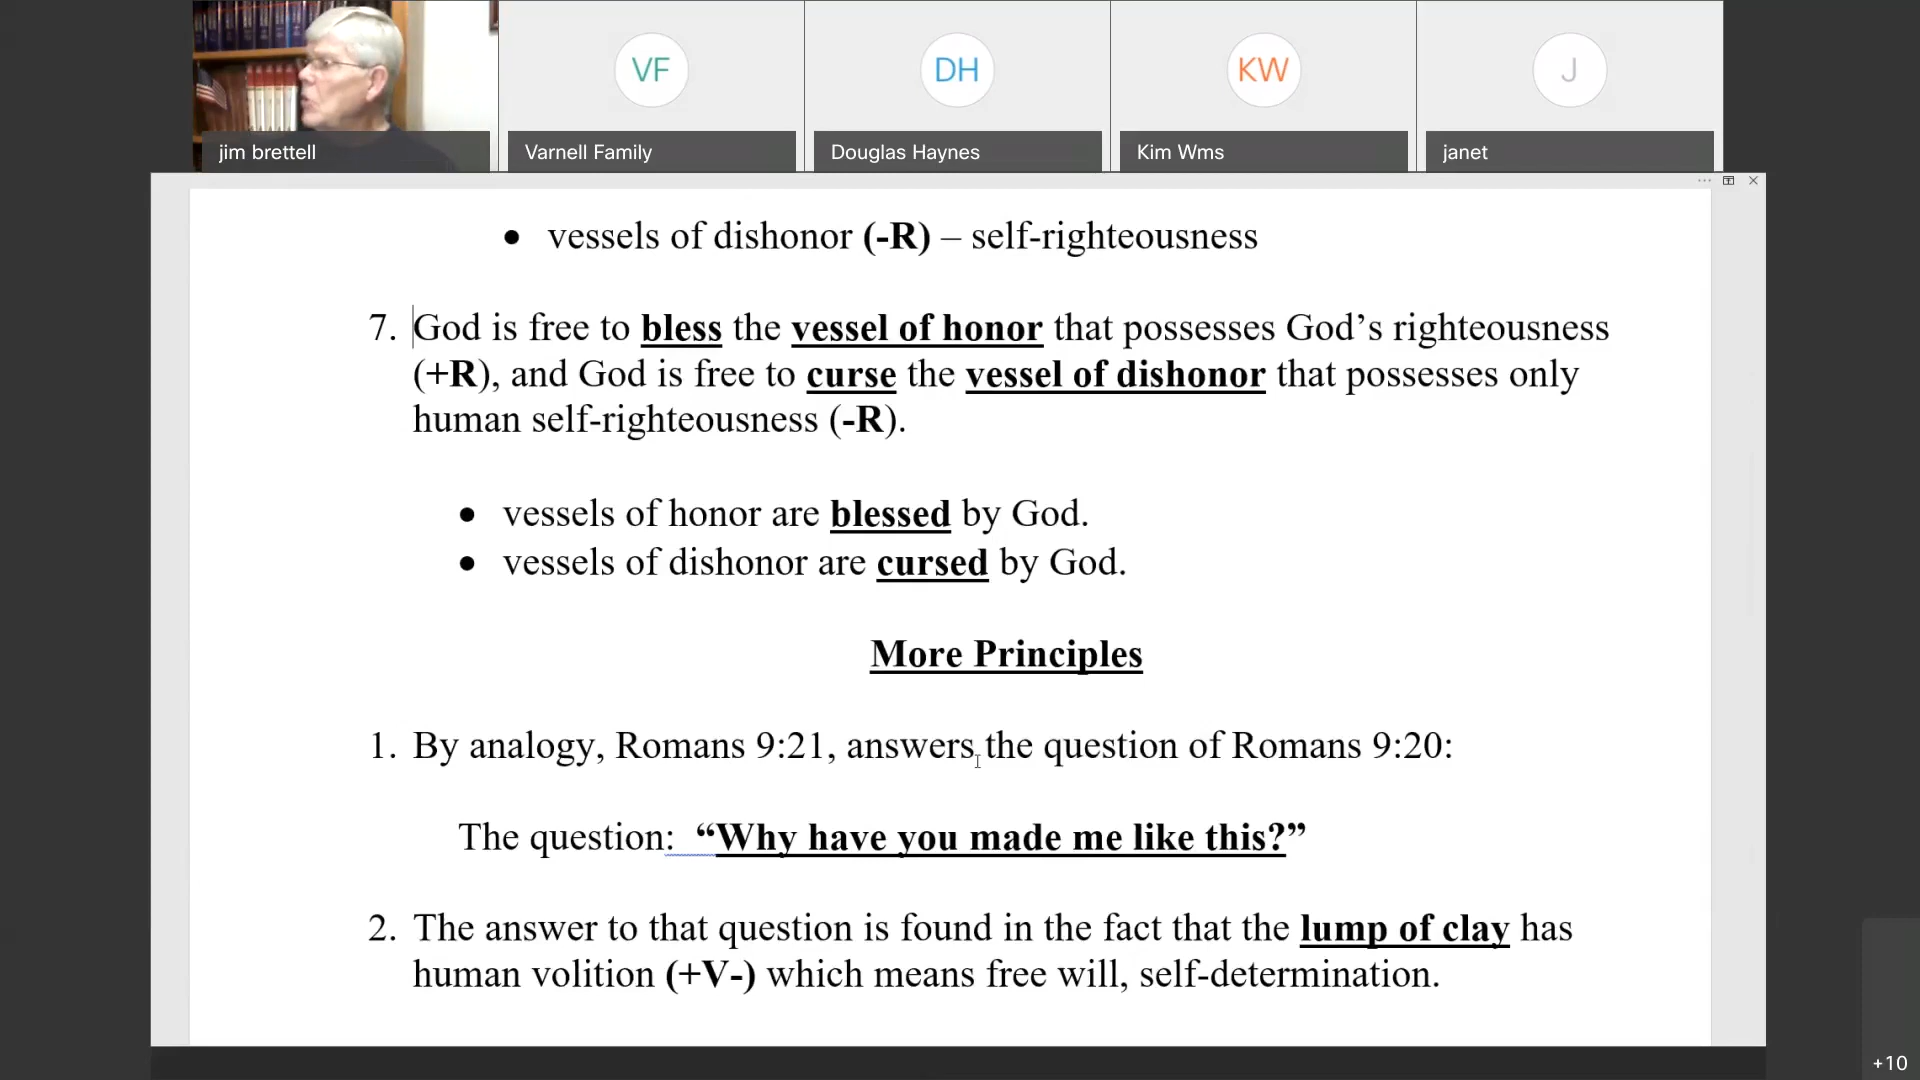 VF
DH
KW
J
jim brettell
Varnell Family
Douglas Haynes
Kim Wms
janet
• vessels of dishonor (-R) – self-righteousness
7. God is free to bless the vessel of honor that possesses God’s righteousness
(+R), and God is free to curse the vessel of dishonor that possesses only
human self-righteousness (-R).
• vessels of honor are blessed by God.
• vessels of dishonor are cursed by God.
More Principles
1. By analogy, Romans 9:21, answers the question of Romans 9:20:
The question:  “Why have you made me like this?”
2. The answer to that question is found in the fact that the lump of clay has
human volition (+V-) which means free will, self-determination.
+10